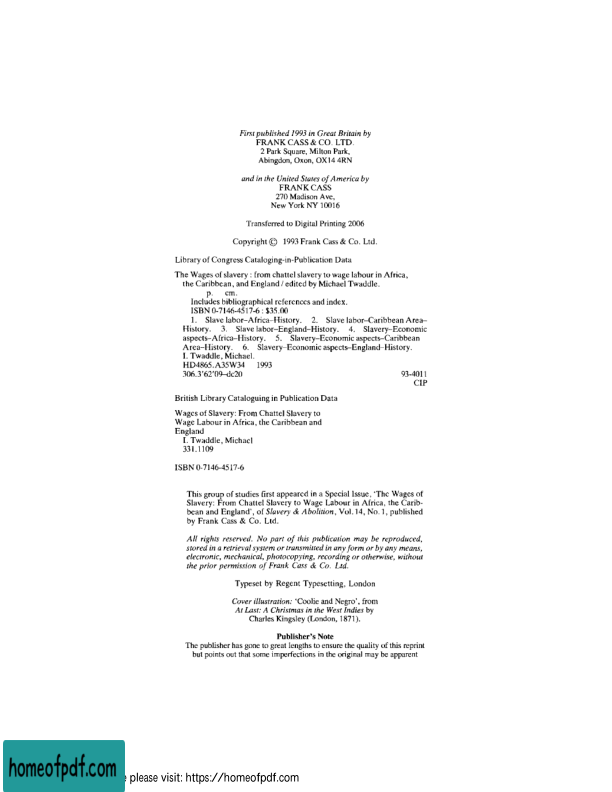 First published 1993 in Great Britain by
FRANK CASS & CO. LTD.
2 Park Square, Milton Park,
Abingdon, Oxon, OX14 4RN
and in the United States of America by
FRANK CASS
270 Madison Ave,
New York NY 10016
Transferred to Digital Printing 2006
Copyright © 1993 Frank Cass & Co. Ltd.
Library of Congress Cataloging-in-Publication Data
The Wages of slavery : from chattel slavery to wage labour in Africa,
the Caribbean, and England / edited by Michael Twaddle.
p. cm.
Includes bibliographical references and index.
ISBN 0-7146-4517-6 : $35.00
1. Slave labor–Africa–History. 2. Slave labor–Caribbean Area–
History. 3. Slave labor–England–History. 4. Slavery–Economic
aspects–Africa–History. 5. Slavery–Economic aspects–Caribbean
Area–History. 6. Slavery–Economic aspects–England–History.
I. Twaddle, Michael.
HD4865.A35W34 1993
306.3'62'09–dc20 93-4011
CIP
British Library Cataloguing in Publication Data
Wages of Slavery: From Chattel Slavery to
Wage Labour in Africa, the Caribbean and
England
I. Twaddle, Michael
331.1109
ISBN 0-7146-4517-6
This group of studies first appeared in a Special Issue, 'The Wages of
Slavery: From Chattel Slavery to Wage Labour in Africa, the Carib-
bean and England', of Slavery & Abolition, Vol. 14, No. 1, published
by Frank Cass & Co. Ltd.
All rights reserved. No part of this publication may be reproduced,
stored in a retrieval system or transmitted in any form or by any means,
electronic, mechanical, photocopying, recording or otherwise, without
the prior permission of Frank Cass & Co. Ltd.
Typeset by Regent Typesetting, London
Cover illustration: 'Coolie and Negro', from
At Last: A Christmas in the West Indies by
Charles Kingsley (London, 1871).
Publisher's Note
The publisher has gone to great lengths to ensure the quality of this reprint
but points out that some imperfections in the original may be apparent
homeofpdf.com
please visit: https://homeofpdf.com